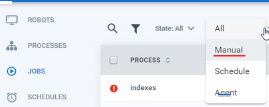 ROBOTS
PROCESSES
JOBS
SCHEDULES
State: All
PROCESS
indexes
All
Manual
Schedule
Agent